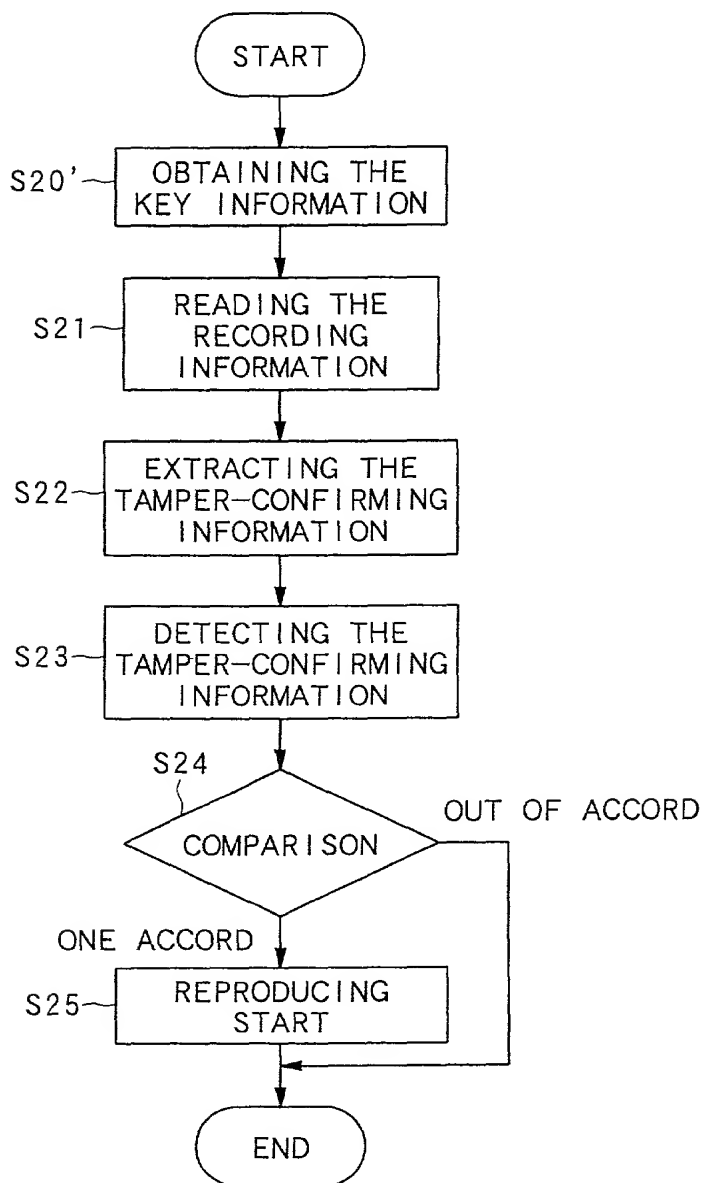 START
S20'
OBTAINING THE
KEY INFORMATION
S21
READING THE
RECORDING
INFORMATION
S22
EXTRACTING THE
TAMPER-CONFIRMING
INFORMATION
S23
DETECTING THE
TAMPER-CONFIRMING
INFORMATION
S24
COMPARISON
OUT OF ACCORD
ONE ACCORD
S25
REPRODUCING
START
END